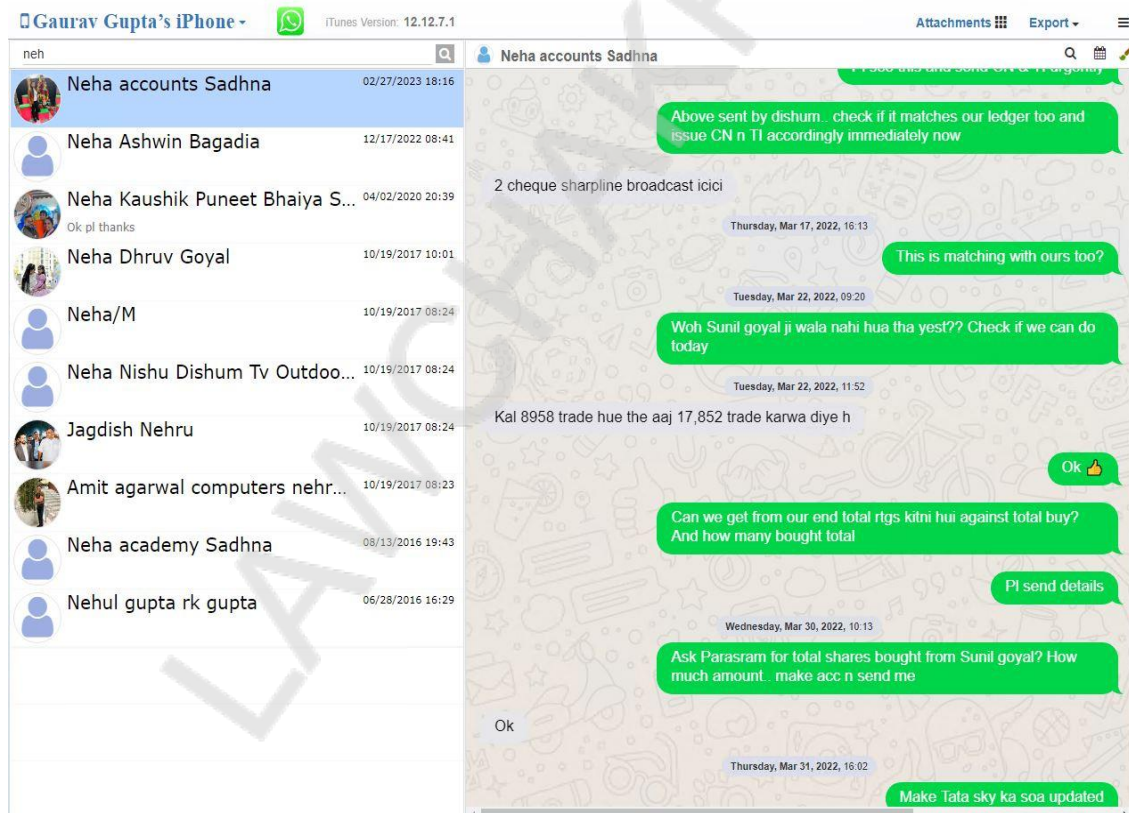 Gaurav Gupta's iPhone
iTunes Version: 12.12.7.1
Attachments
Export
neh
Neha accounts Sadhna
02/27/2023 18:16
Neha Ashwin Bagadia
12/17/2022 08:41
Neha Kaushik Puneet Bhaiya S...
04/02/2020 20:39
Ok pl thanks
Neha Dhruv Goyal
10/19/2017 10:01
Neha/M
10/19/2017 08:24
Neha Nishu Dishum Tv Outdoo...
10/19/2017 08:24
Jagdish Nehru
10/19/2017 08:24
Amit agarwal computers nehr...
10/19/2017 08:23
Neha academy Sadhna
08/13/2016 19:43
Nehul gupta rk gupta
06/28/2016 16:29
Neha accounts Sadhna
see this and send CN & TI urgently
Above sent by dishum.. check if it matches our ledger too and
issue CN n TI accordingly immediately now
2 cheque sharpline broadcast icici
Thursday, Mar 17, 2022, 16:13
This is matching with ours too?
Tuesday, Mar 22, 2022, 09:20
Woh Sunil goyal ji wala nahi hua tha yest?? Check if we can do
today
Tuesday, Mar 22, 2022, 11:52
Kal 8958 trade hue the aaj 17,852 trade karwa diye h
Ok 👍
Can we get from our end total rtgs kitni hui against total buy?
And how many bought total
Pl send details
Wednesday, Mar 30, 2022, 10:13
Ask Parasram for total shares bought from Sunil goyal? How
much amount.. make acc n send me
Ok
Thursday, Mar 31, 2022, 16:02
Make Tata sky ka soa updated
LAWCHAK